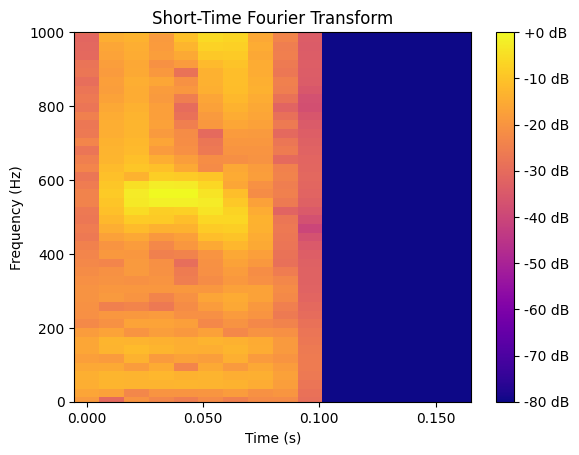 Short-Time Fourier Transform
1000
800
600
400
200
0
Frequency (Hz)
0.000
0.050
0.100
0.150
Time (s)
+0 dB
-10 dB
-20 dB
-30 dB
-40 dB
-50 dB
-60 dB
-70 dB
-80 dB